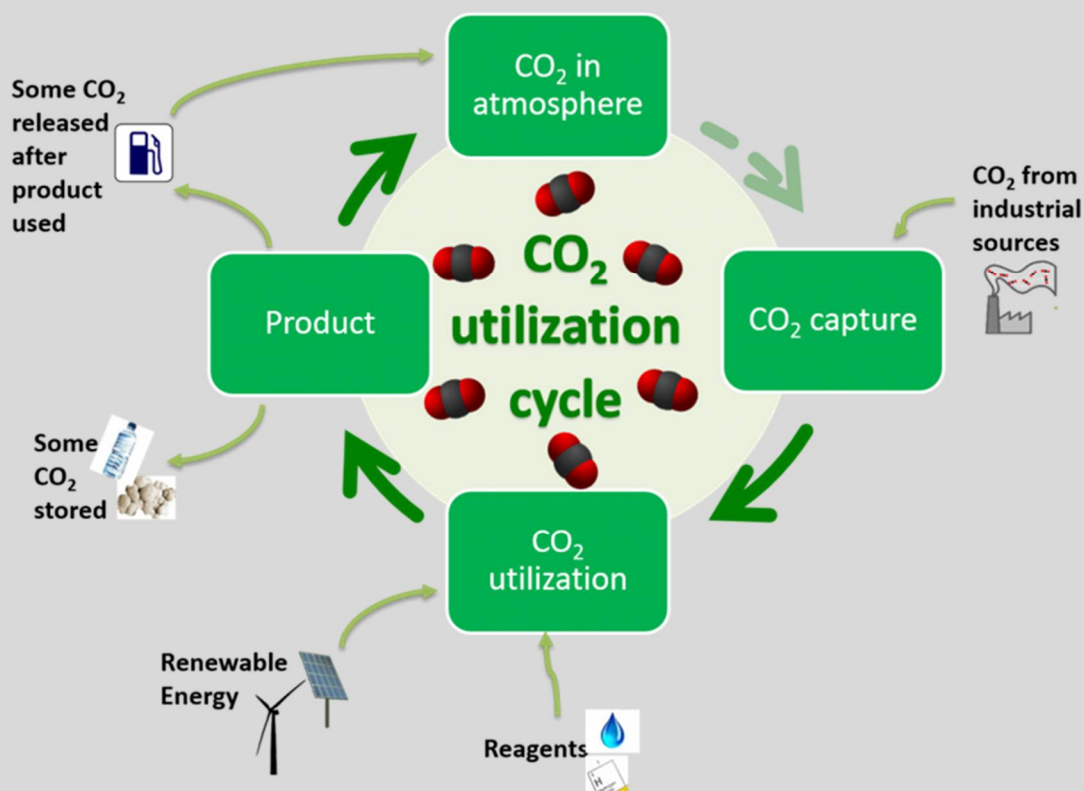 CO₂ in
atmosphere
Some CO₂
released
after
product
used
CO₂ from
industrial
sources
CO₂
utilization
cycle
Product
CO₂ capture
Some
CO₂
stored
CO₂
utilization
Renewable
Energy
Reagents
H